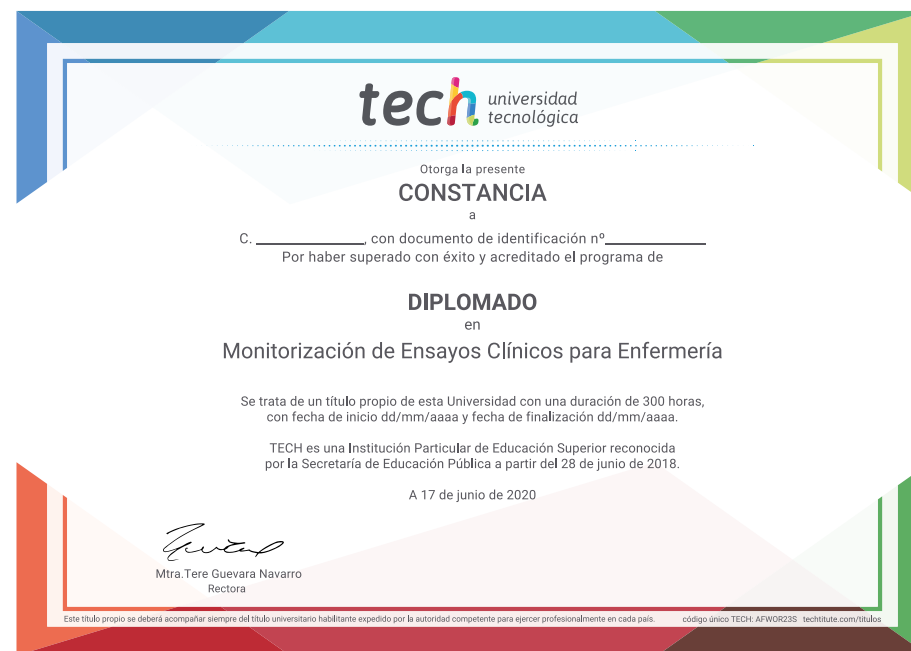 tech universidad
tecnológica
Otorga la presente
CONSTANCIA
a
C. ______________, con documento de identificación nº_____________
Por haber superado con éxito y acreditado el programa de
DIPLOMADO
en
Monitorización de Ensayos Clínicos para Enfermería
Se trata de un título propio de esta Universidad con una duración de 300 horas,
con fecha de inicio dd/mm/aaaa y fecha de finalización dd/mm/aaaa.
TECH es una Institución Particular de Educación Superior reconocida
por la Secretaría de Educación Pública a partir del 28 de junio de 2018.
A 17 de junio de 2020
Mtra.Tere Guevara Navarro
Rectora
Este título propio se deberá acompañar siempre del título universitario habilitante expedido por la autoridad competente para ejercer profesionalmente en cada país. código único TECH: AFWOR23S techtitute.com/titulos